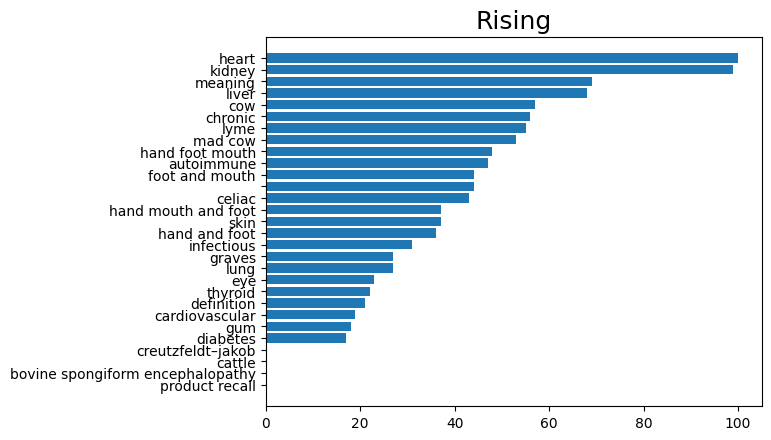 Rising
heart
kidney
meaning
liver
cow
chronic
lyme
mad cow
hand foot mouth
autoimmune
foot and mouth
celiac
hand mouth and foot
skin
hand and foot
infectious
graves
lung
eye
thyroid
definition
cardiovascular
gum
diabetes
creutzfeldt–jakob
cattle
bovine spongiform encephalopathy
product recall
0 20 40 60 80 100